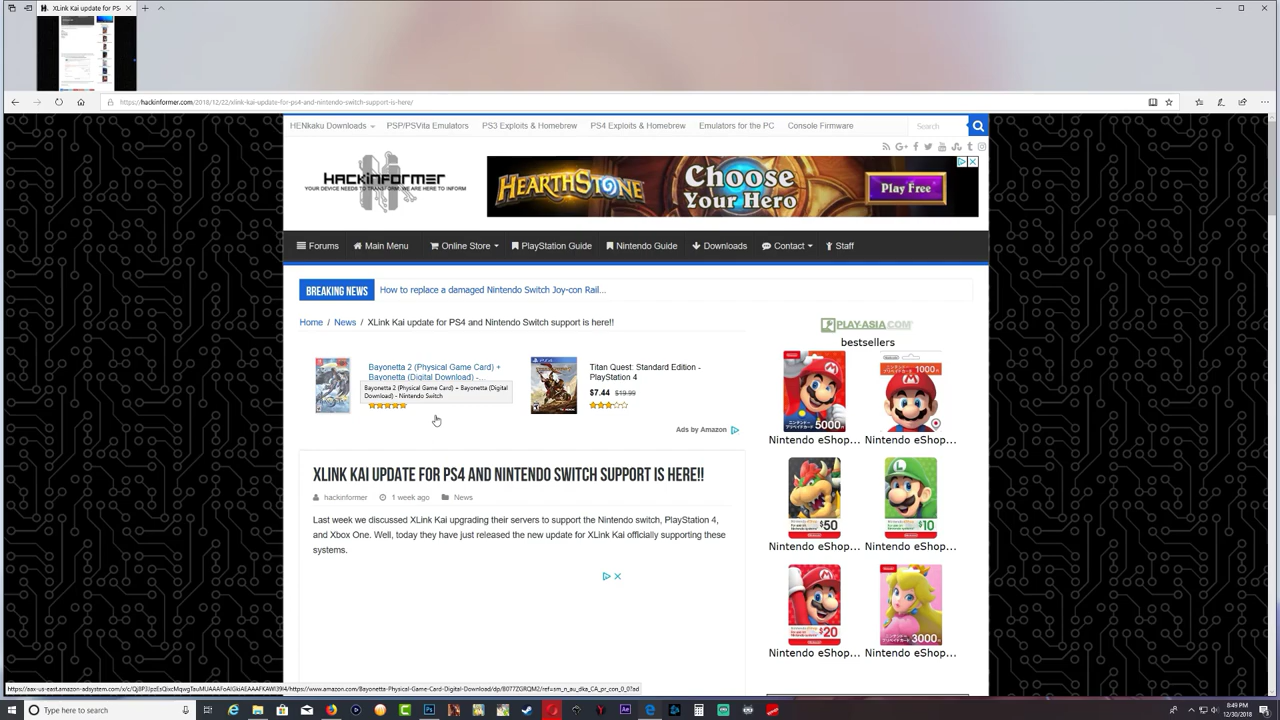 XLink Kai update for PS4
https://hackinformer.com/2018/12/22/xlink-kai-update-for-ps4-and-nintendo-switch-support-is-here/
HENkaku Downloads
PSP/PSVita Emulators
PS3 Exploits & Homebrew
PS4 Exploits & Homebrew
Emulators for the PC
Console Firmware
Search
HACKINFORMER
YOUR DEVICE NEEDS TO TRANSFORM, WE ARE HERE TO INFORM
HEARTHSTONE
Choose
Your Hero
Play Free
Forums
Main Menu
Online Store
PlayStation Guide
Nintendo Guide
Downloads
Contact
Staff
BREAKING NEWS
How to replace a damaged Nintendo Switch Joy-con Rail...
Home / News / XLink Kai update for PS4 and Nintendo Switch support is here!!
Bayonetta 2 (Physical Game Card) +
Bayonetta (Digital Download) -...
Bayonetta 2 (Physical Game Card) + Bayonetta (Digital
Download) - Nintendo Switch
Titan Quest: Standard Edition -
PlayStation 4
$7.44 $19.99
Ads by Amazon
PLAY-ASIA.COM
bestsellers
5000
1000
Nintendo eShop...
Nintendo eShop...
$50
$10
Nintendo eShop...
Nintendo eShop...
$20
3000
Nintendo eShop...
Nintendo eShop...
XLINK KAI UPDATE FOR PS4 AND NINTENDO SWITCH SUPPORT IS HERE!!
hackinformer
1 week ago
News
Last week we discussed XLink Kai upgrading their servers to support the Nintendo switch, PlayStation 4,
and Xbox One. Well, today they have just released the new update for XLink Kai officially supporting these
systems.
Type here to search
8:49 PM
12/30/2018